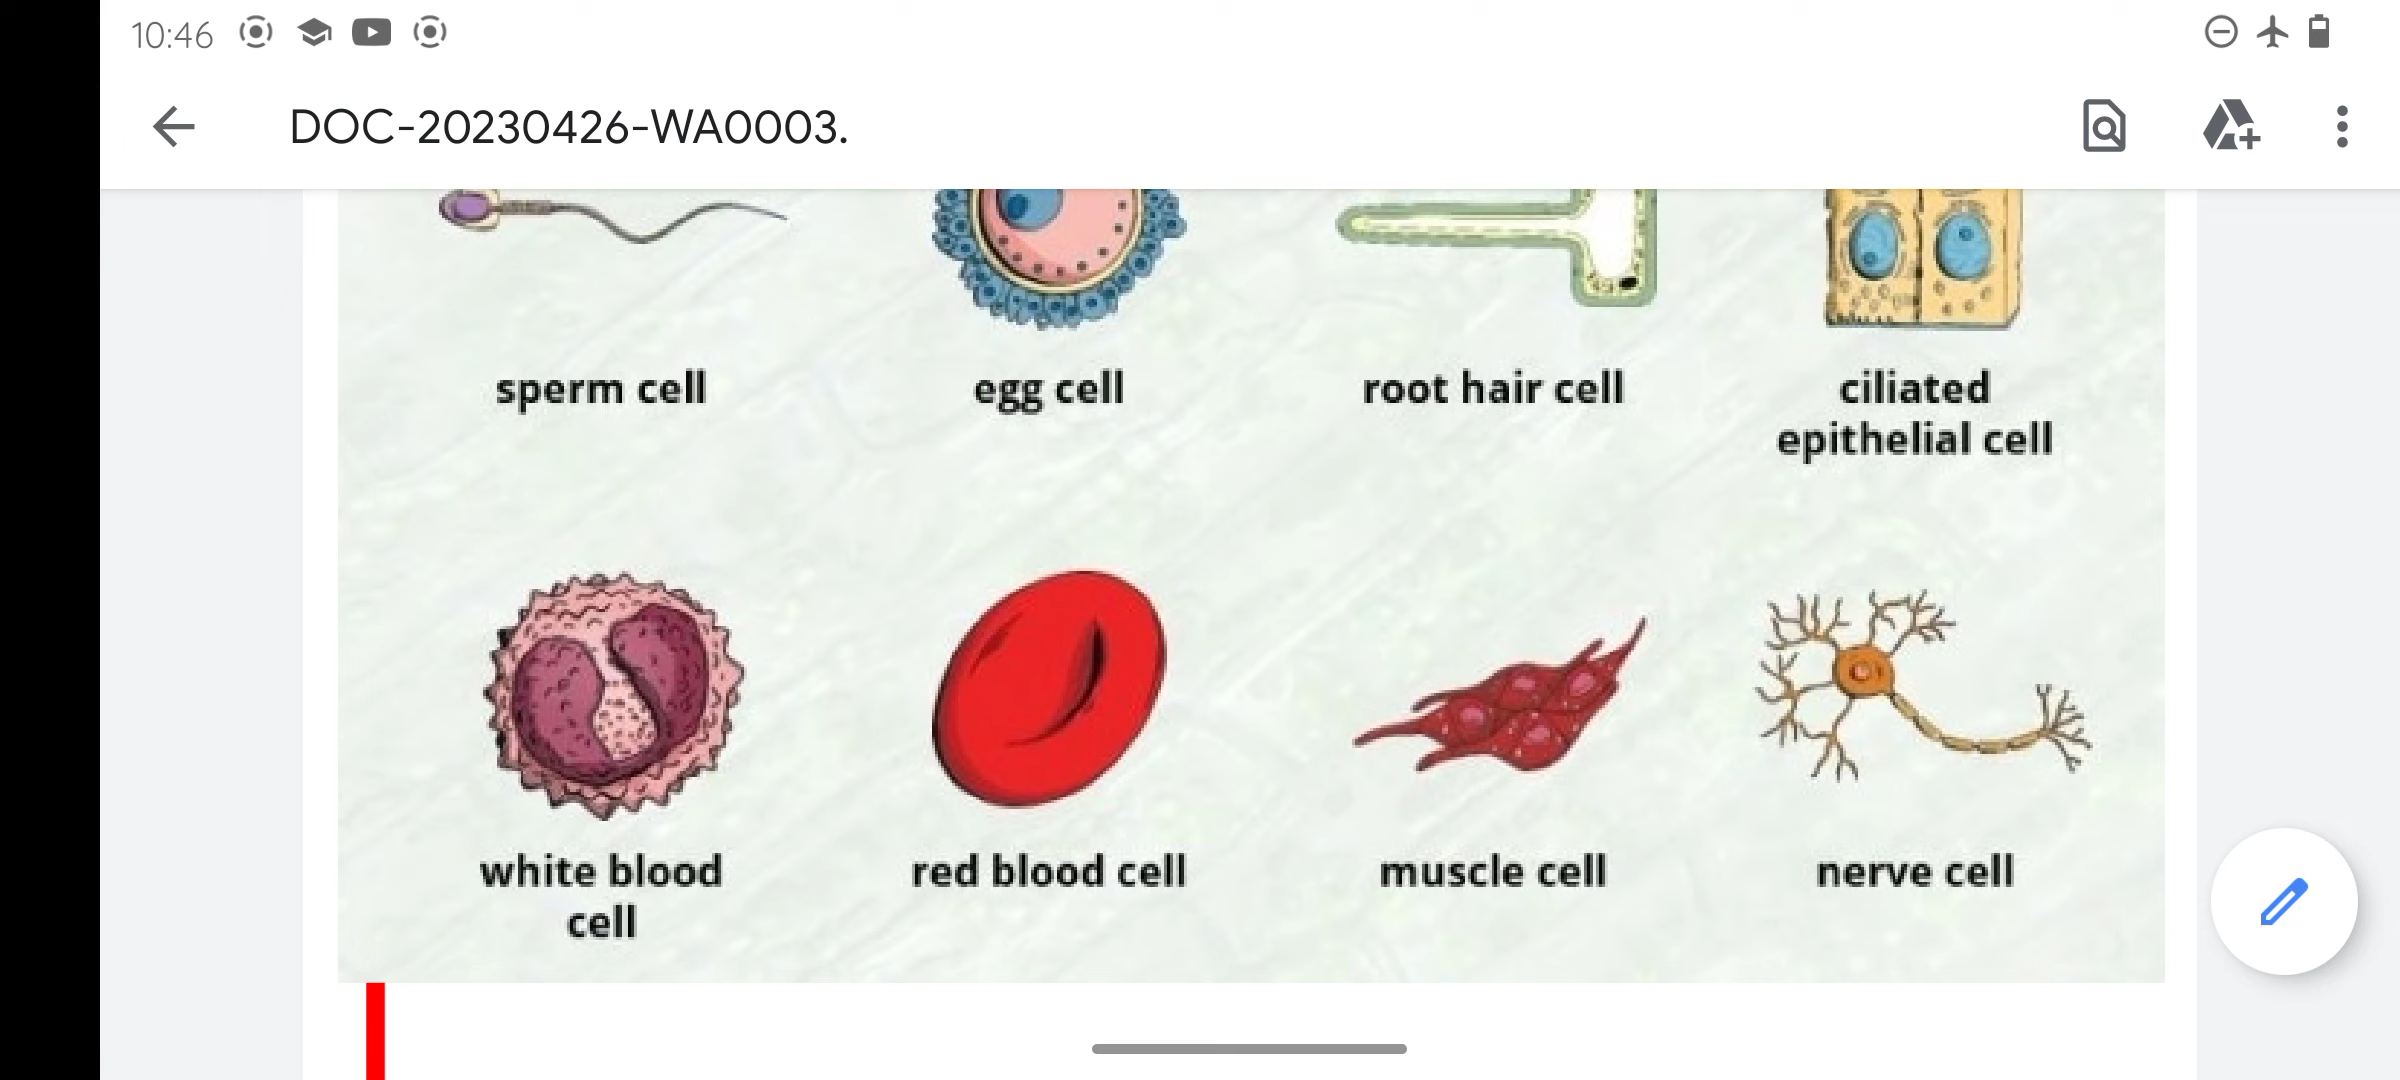 10:46
DOC-20230426-WA0003.
sperm cell
egg cell
root hair cell
ciliated
epithelial cell
white blood
cell
red blood cell
muscle cell
nerve cell